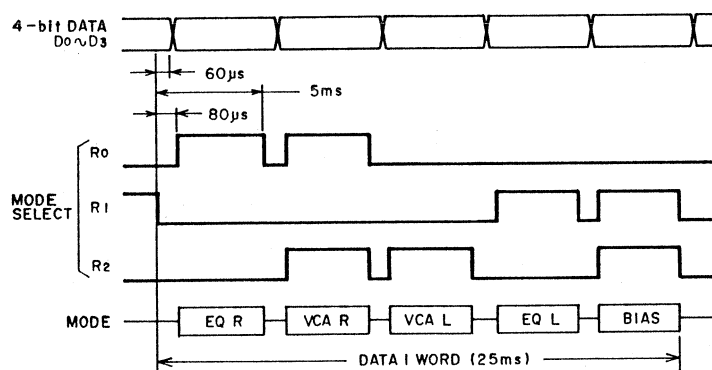 4-bit DATA
D0~D3
60μs
5ms
80μs
R0
MODE
SELECT
R1
R2
MODE
EQ R
VCA R
VCA L
EQ L
BIAS
DATA 1 WORD (25ms)